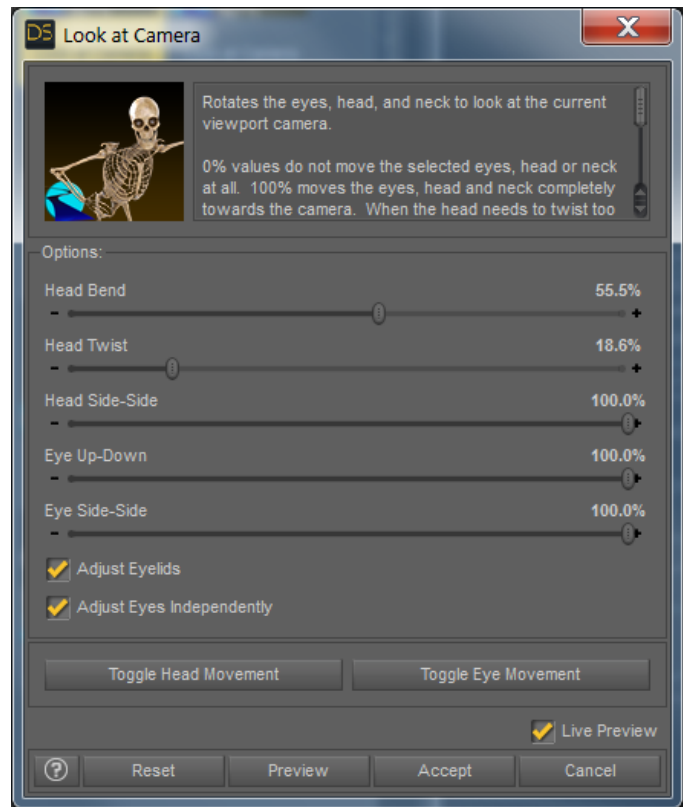 DS Look at Camera
X
Rotates the eyes, head, and neck to look at the current
viewport camera.
0% values do not move the selected eyes, head or neck
at all. 100% moves the eyes, head and neck completely
towards the camera. When the head needs to twist too
Options:
Head Bend 55.5%
- +
Head Twist 18.6%
- +
Head Side-Side 100.0%
- +
Eye Up-Down 100.0%
- +
Eye Side-Side 100.0%
- +
Adjust Eyelids
Adjust Eyes Independently
Toggle Head Movement Toggle Eye Movement
Live Preview
? Reset Preview Accept Cancel